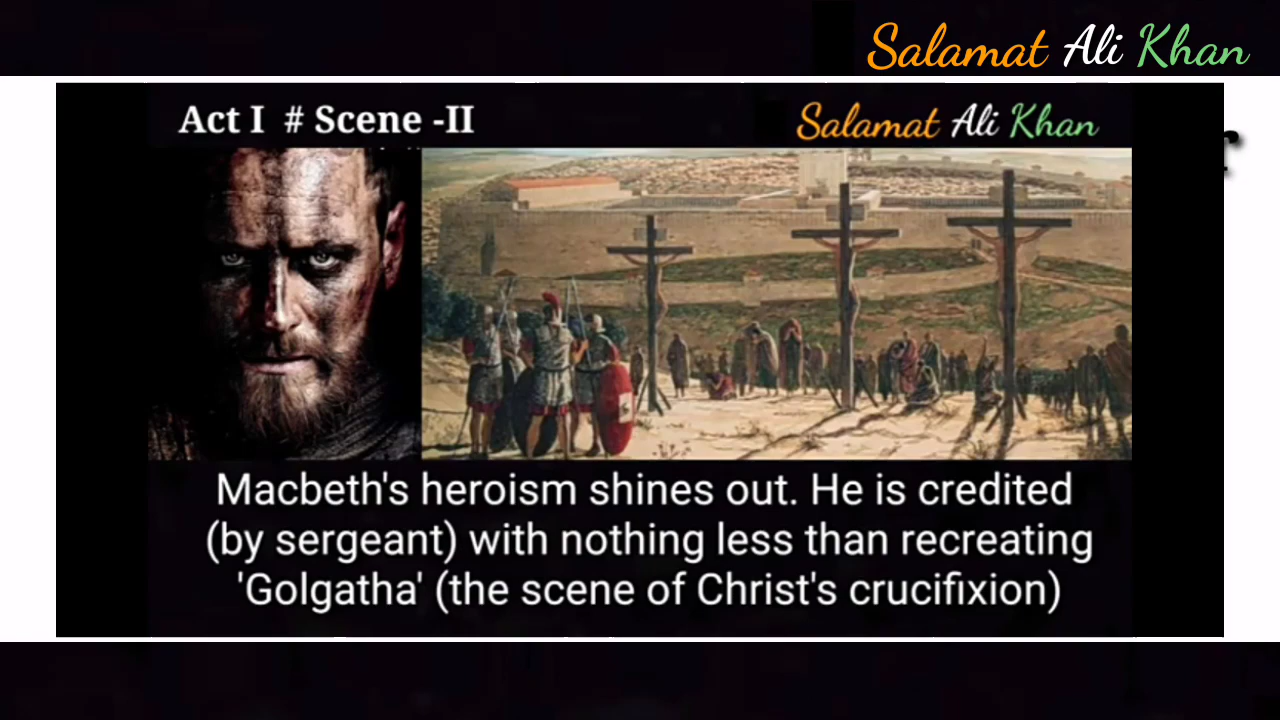 Salamat Ali Khan
Act I # Scene -II
Salamat Ali Khan
Macbeth's heroism shines out. He is credited
(by sergeant) with nothing less than recreating
'Golgatha' (the scene of Christ's crucifixion)